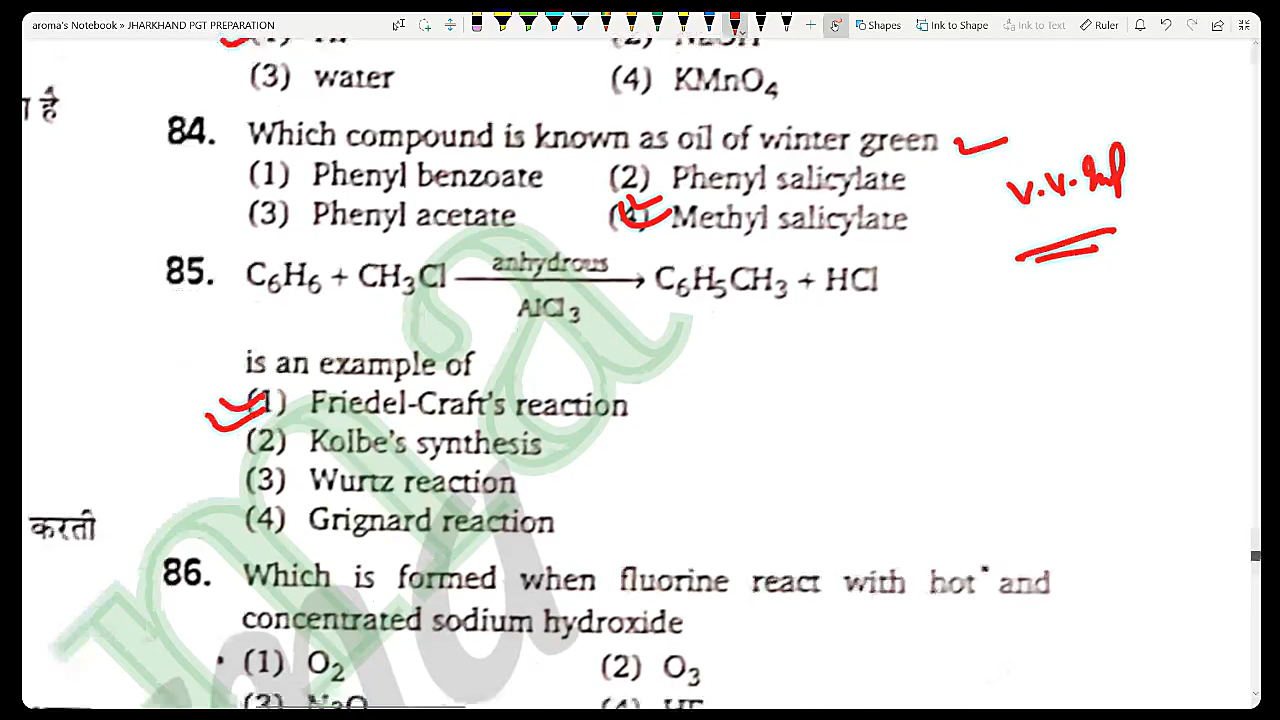 aroma's Notebook » JHARKHAND PGT PREPARATION
Shapes Ink to Shape Ink to Text Ruler
(3) water (4) KMnO₄
है
84. Which compound is known as oil of winter green
(1) Phenyl benzoate (2) Phenyl salicylate
(3) Phenyl acetate (4) Methyl salicylate
v.v.Imp
85. C₆H₆ + CH₃Cl anhydrous AlCl₃ → C₆H₅CH₃ + HCl
is an example of
(1) Friedel-Craft's reaction
(2) Kolbe's synthesis
(3) Wurtz reaction
(4) Grignard reaction
करती
86. Which is formed when fluorine react with hot and
concentrated sodium hydroxide
(1) O₂ (2) O₃